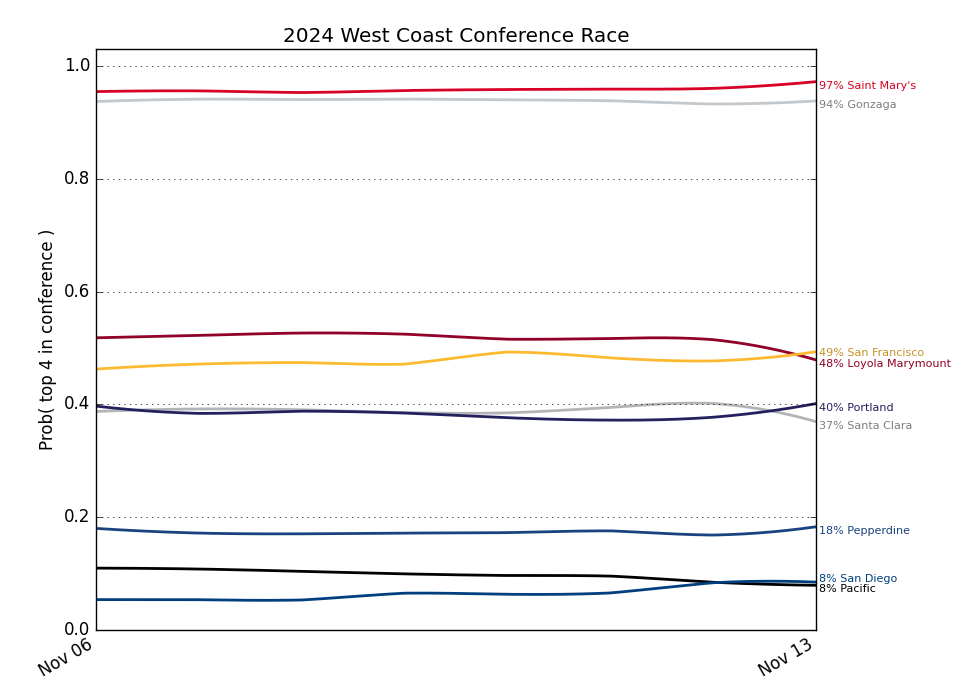 2024 West Coast Conference Race
Prob( top 4 in conference )
1.0
0.8
0.6
0.4
0.2
0.0
Nov 06
Nov 13
97% Saint Mary's
94% Gonzaga
49% San Francisco
48% Loyola Marymount
40% Portland
37% Santa Clara
18% Pepperdine
8% San Diego
8% Pacific